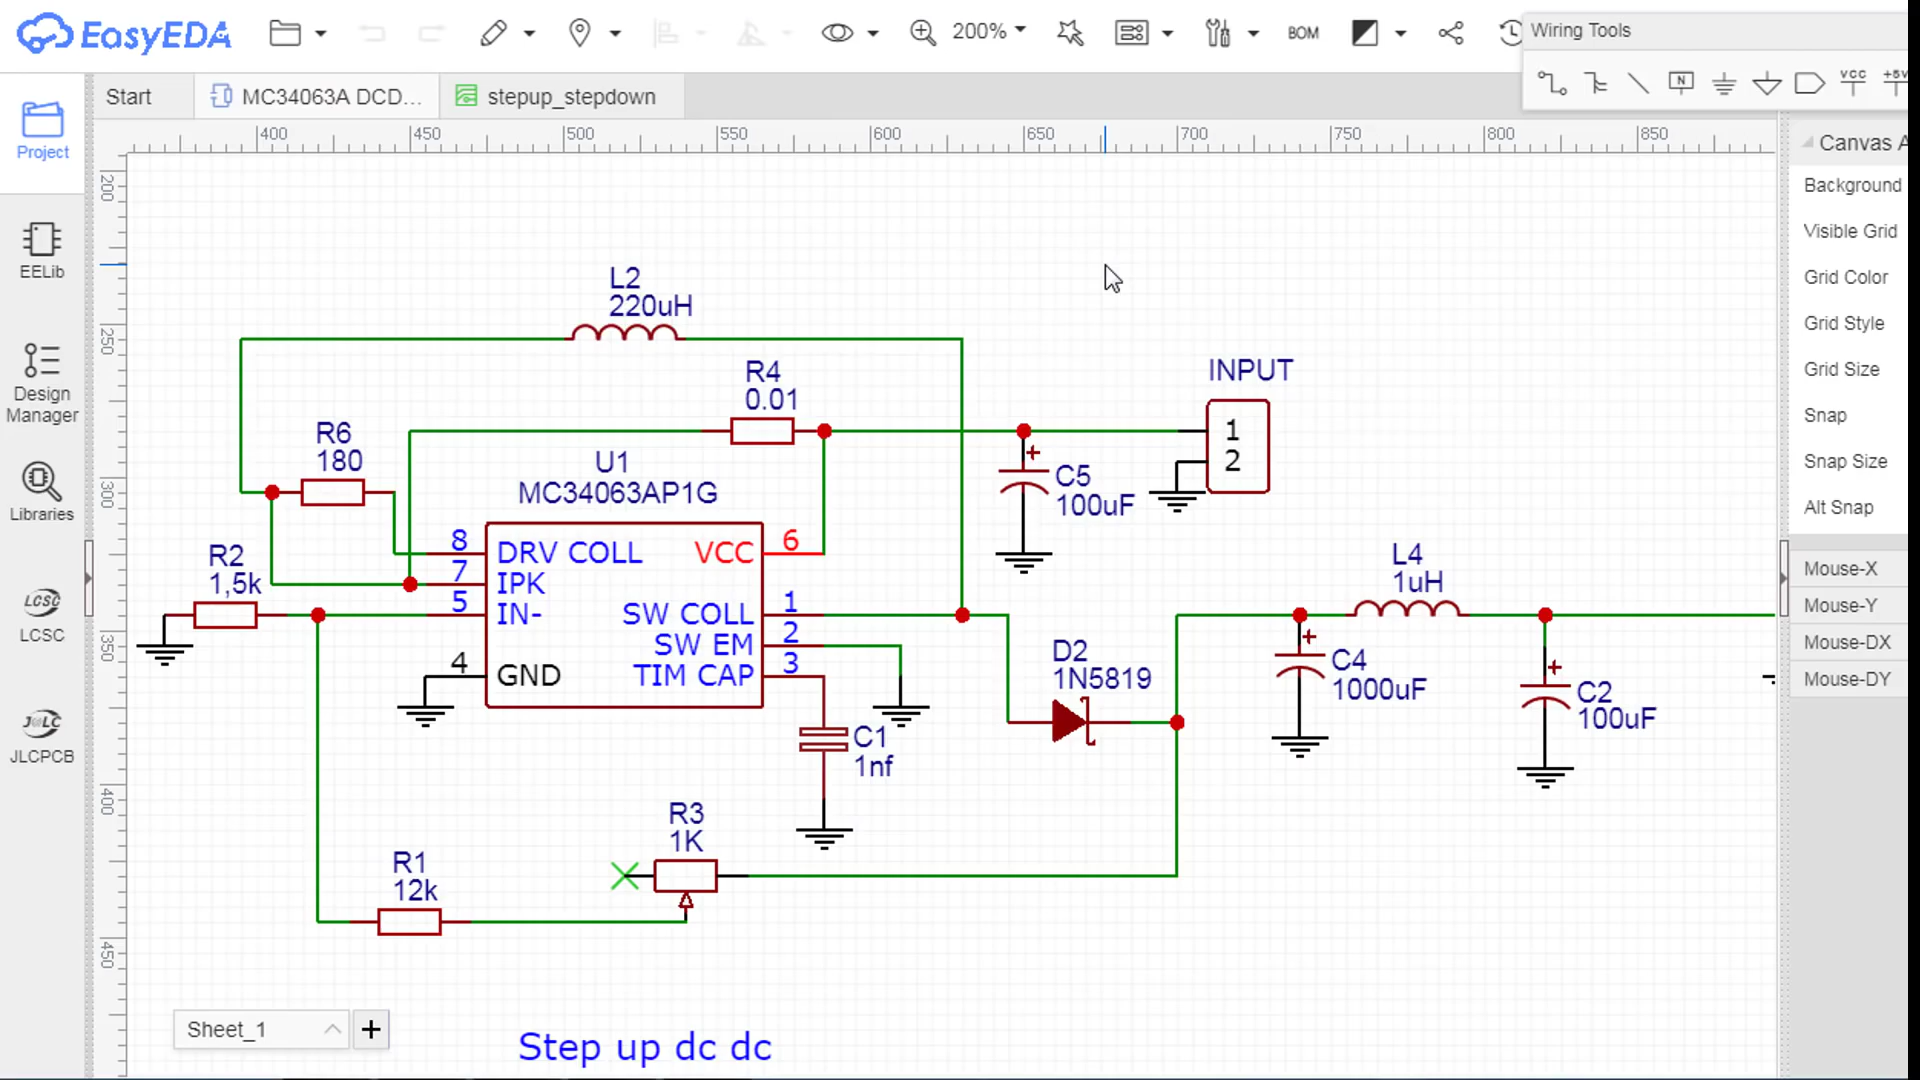 EasyEDA
200%
BOM
Wiring Tools
N
VCC
+5V
Start
MC34063A DCD...
stepup_stepdown
400
450
500
550
600
650
700
750
800
850
Project
EELib
Design
Manager
Libraries
LCSC
LCSC
JLCPCB
200
250
300
350
400
450
L2
220uH
R4
0.01
INPUT
1
2
R6
180
U1
MC34063AP1G
C5
100uF
R2
1,5k
8
DRV COLL
VCC
6
7
IPK
5
IN-
SW COLL
1
SW EM
2
4
GND
TIM CAP
3
L4
1uH
D2
1N5819
C4
1000uF
C2
100uF
C1
1nf
R3
1K
R1
12k
Step up dc dc
Sheet_1
Canvas A
Background
Visible Grid
Grid Color
Grid Style
Grid Size
Snap
Snap Size
Alt Snap
Mouse-X
Mouse-Y
Mouse-DX
Mouse-DY